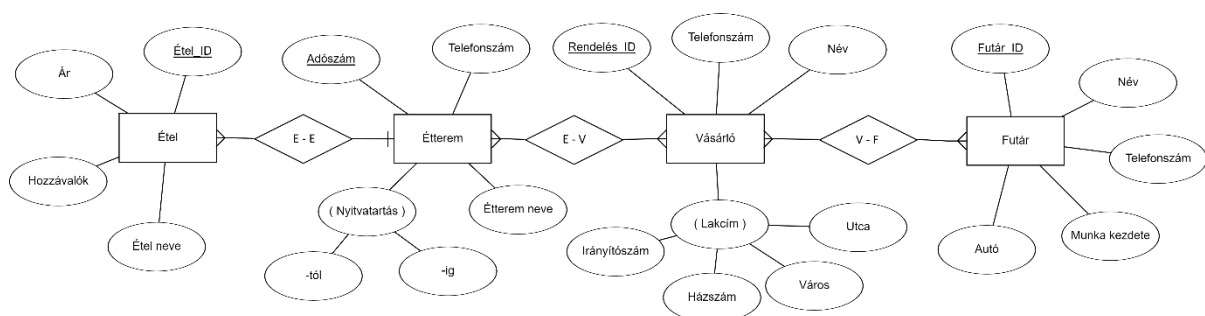 Étel_ID
Ár
Étel
Hozzávalók
Étel neve
E - E
Adószám
Telefonszám
Étterem
( Nyitvatartás )
Étterem neve
-tól
-ig
E - V
Rendelés_ID
Telefonszám
Név
Vásárló
( Lakcím )
Irányítószám
Utca
Házszám
Város
V - F
Futár_ID
Név
Futár
Telefonszám
Autó
Munka kezdete